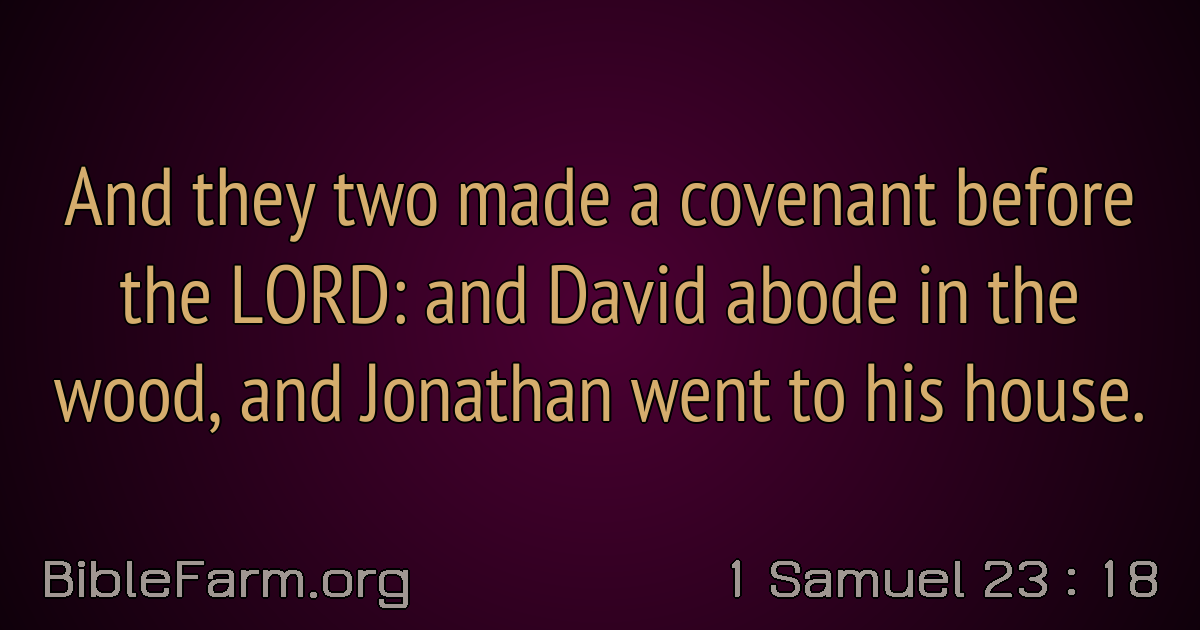 And they two made a covenant before
the LORD: and David abode in the
wood, and Jonathan went to his house.
BibleFarm.org
1 Samuel 23 : 18